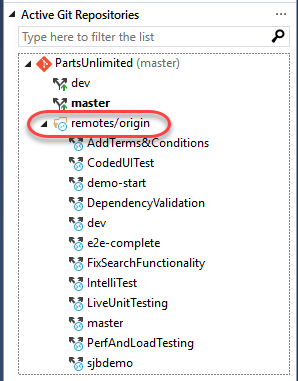 Active Git Repositories
Type here to filter the list
PartsUnlimited (master)
dev
master
remotes/origin
AddTerms&Conditions
CodedUITest
demo-start
DependencyValidation
dev
e2e-complete
FixSearchFunctionality
IntelliTest
LiveUnitTesting
master
PerfAndLoadTesting
sjbdemo